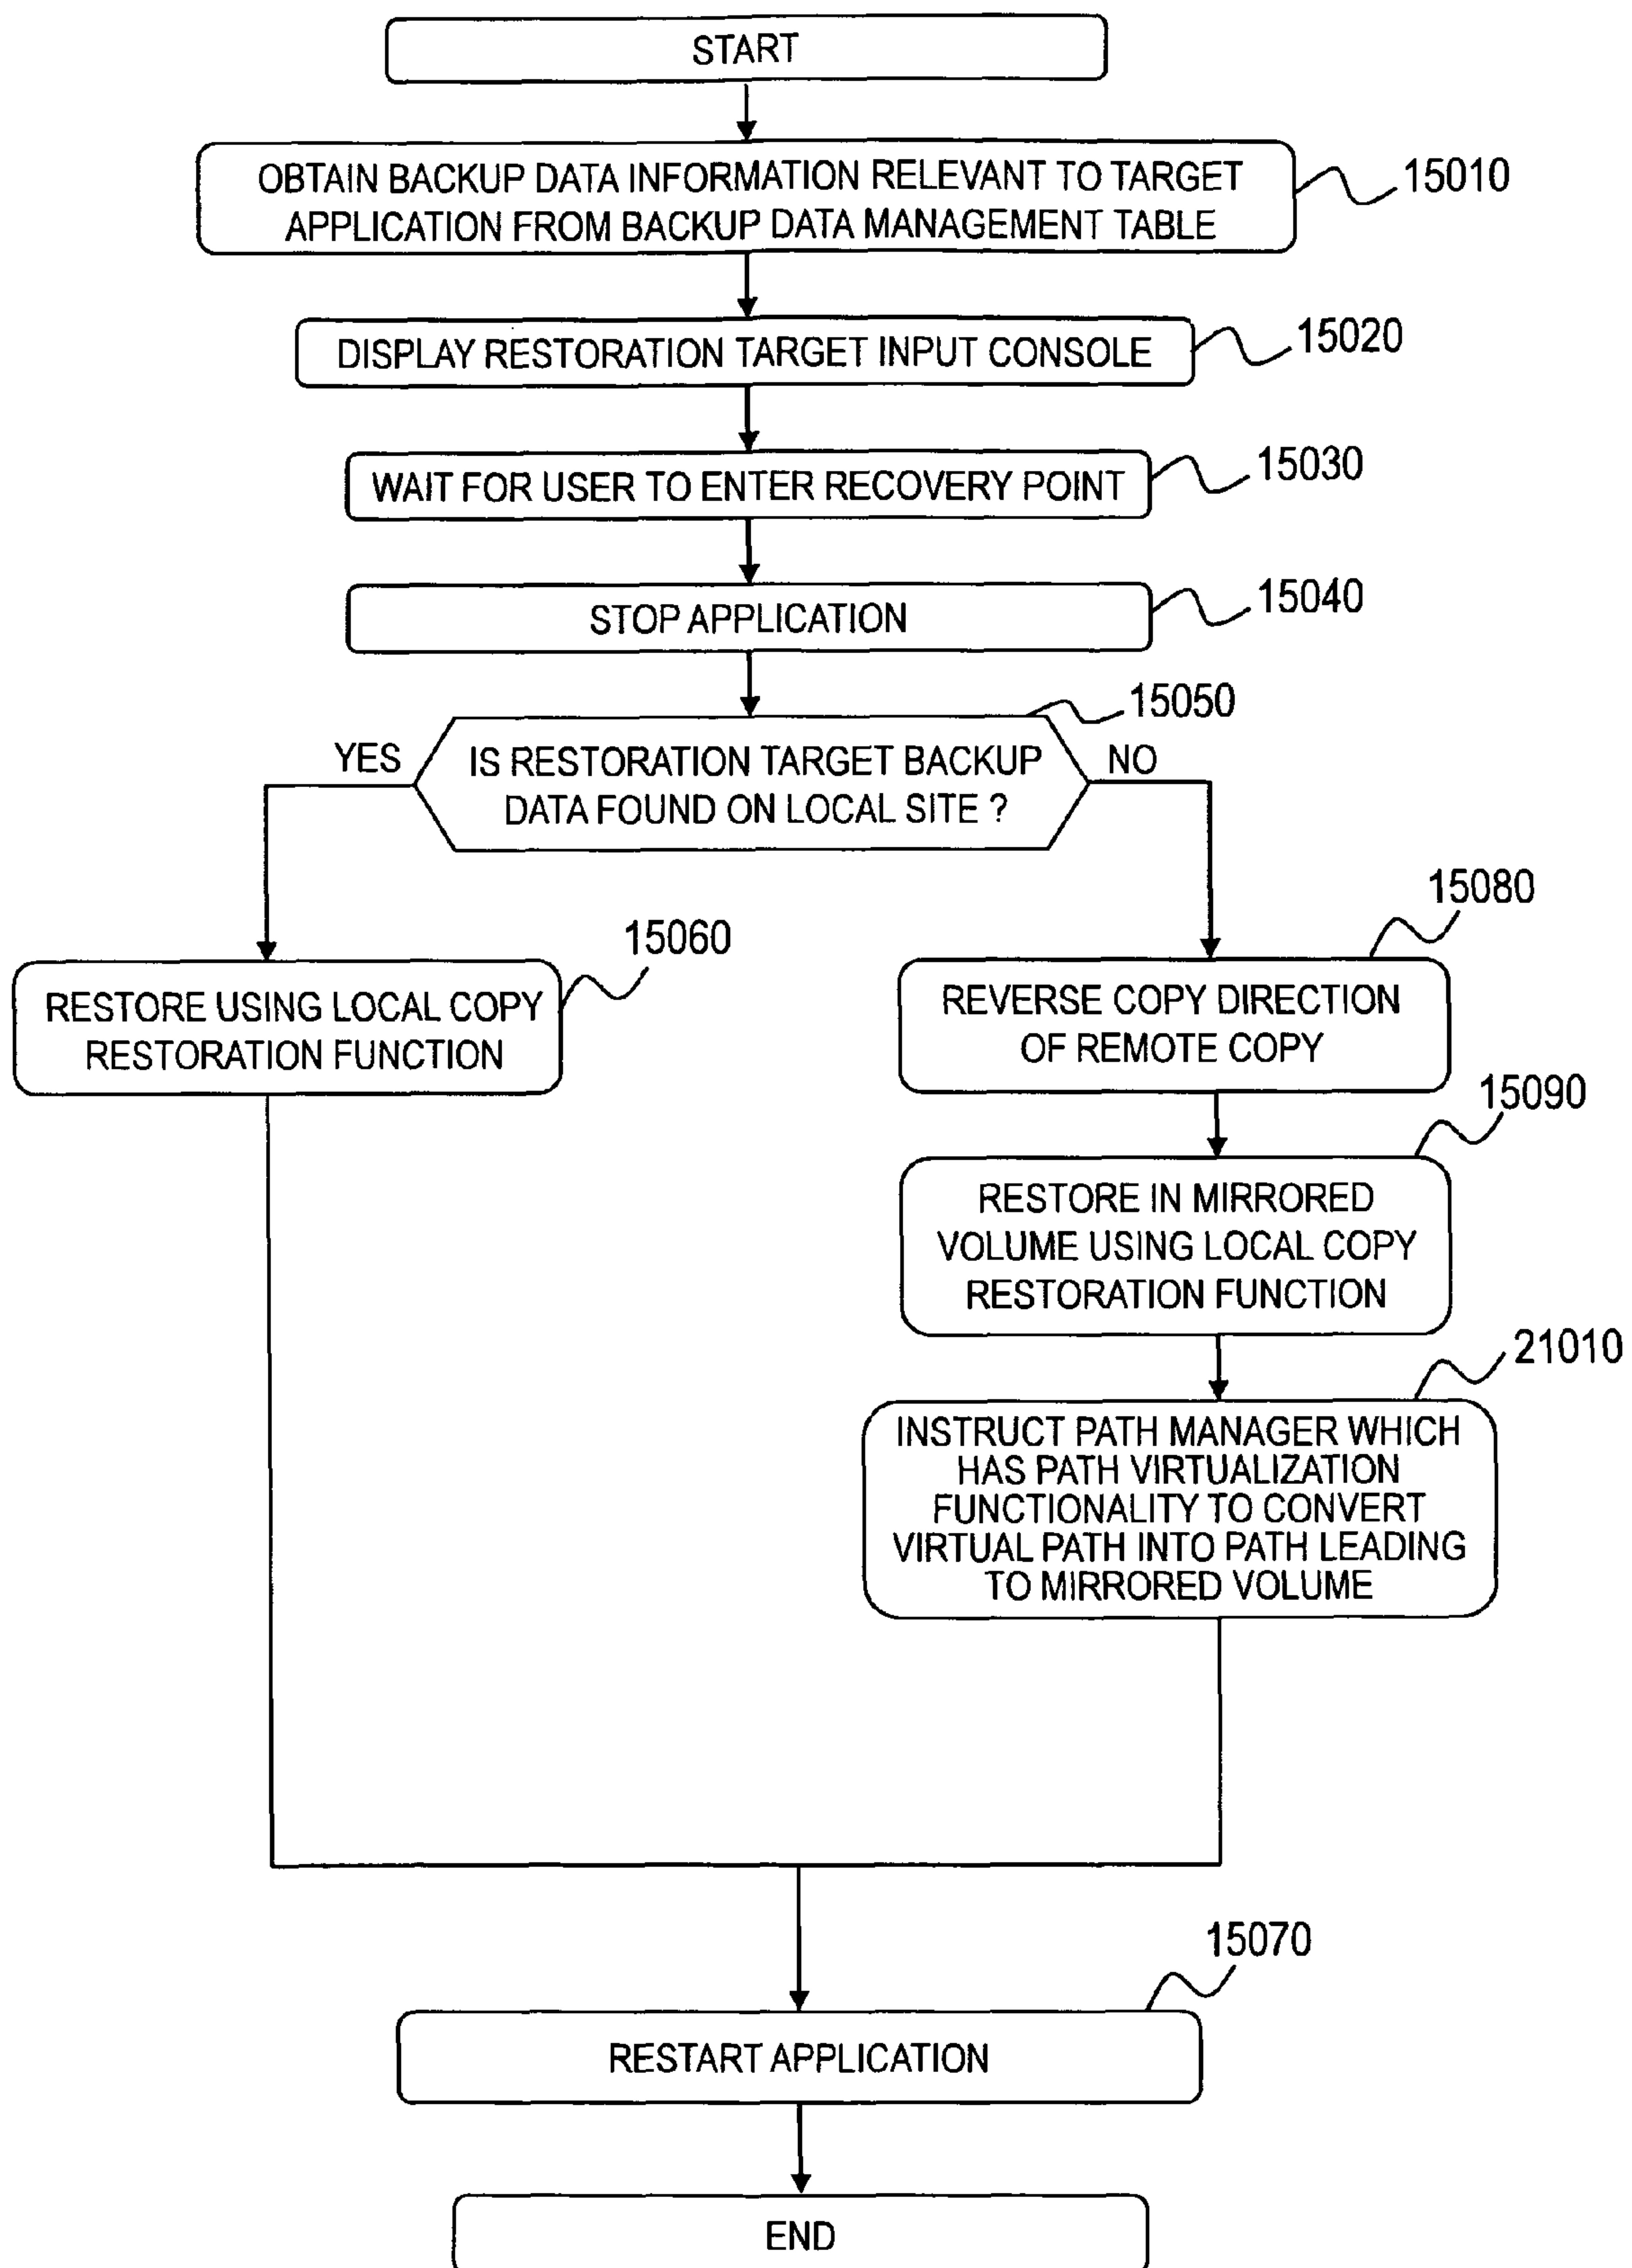 START
OBTAIN BACKUP DATA INFORMATION RELEVANT TO TARGET
APPLICATION FROM BACKUP DATA MANAGEMENT TABLE
15010
DISPLAY RESTORATION TARGET INPUT CONSOLE
15020
WAIT FOR USER TO ENTER RECOVERY POINT
15030
STOP APPLICATION
15040
15050
YES
IS RESTORATION TARGET BACKUP
DATA FOUND ON LOCAL SITE ?
NO
15060
RESTORE USING LOCAL COPY
RESTORATION FUNCTION
15080
REVERSE COPY DIRECTION
OF REMOTE COPY
15090
RESTORE IN MIRRORED
VOLUME USING LOCAL COPY
RESTORATION FUNCTION
21010
INSTRUCT PATH MANAGER WHICH
HAS PATH VIRTUALIZATION
FUNCTIONALITY TO CONVERT
VIRTUAL PATH INTO PATH LEADING
TO MIRRORED VOLUME
15070
RESTART APPLICATION
END